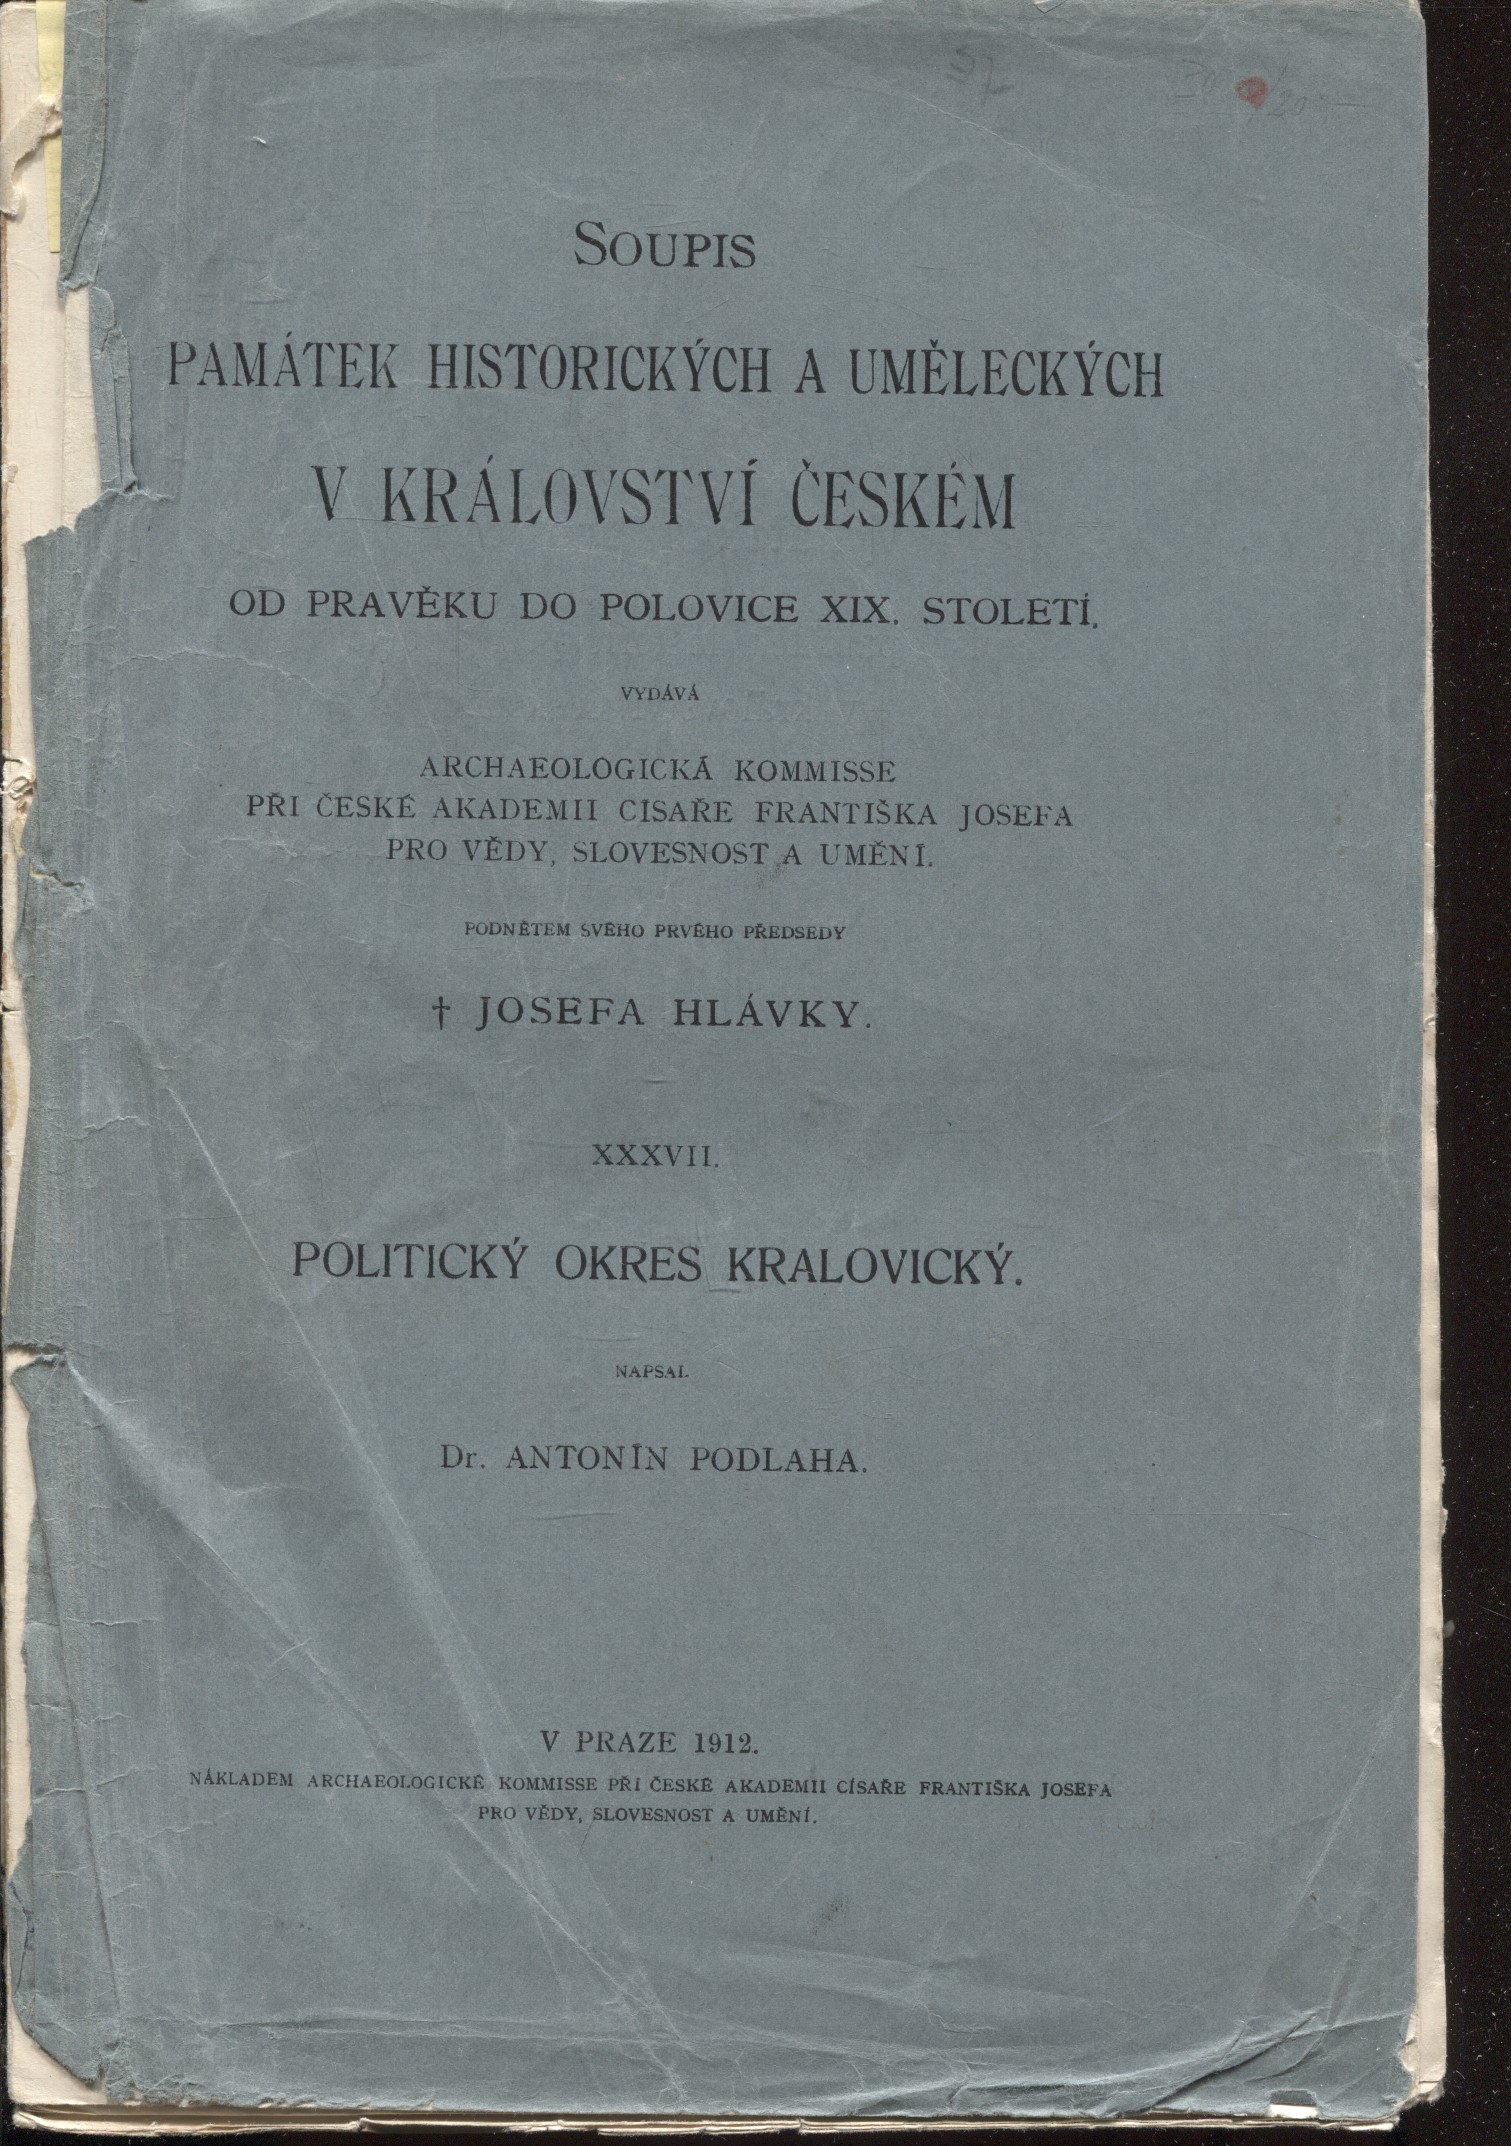 SOUPIS
PAMÁTEK HISTORICKÝCH A UMĚLECKÝCH
V KRÁLOVSTVÍ ČESKÉM
OD PRAVĚKU DO POLOVICE XIX. STOLETÍ.
VYDÁVÁ
ARCHAEOLOGICKÁ KOMMISSE
PŘI ČESKÉ AKADEMII CÍSAŘE FRANTIŠKA JOSEFA
PRO VĚDY, SLOVESNOST A UMĚNÍ.
PODNĚTEM SVÉHO PRVÉHO PŘEDSEDY
† JOSEFA HLÁVKY.
XXXVII.
POLITICKÝ OKRES KRALOVICKÝ.
NAPSAL
Dr. ANTONÍN PODLAHA.
V PRAZE 1912.
NÁKLADEM ARCHAEOLOGICKÉ KOMMISSE PŘI ČESKÉ AKADEMII CÍSAŘE FRANTIŠKA JOSEFA
PRO VĚDY, SLOVESNOST A UMĚNÍ.